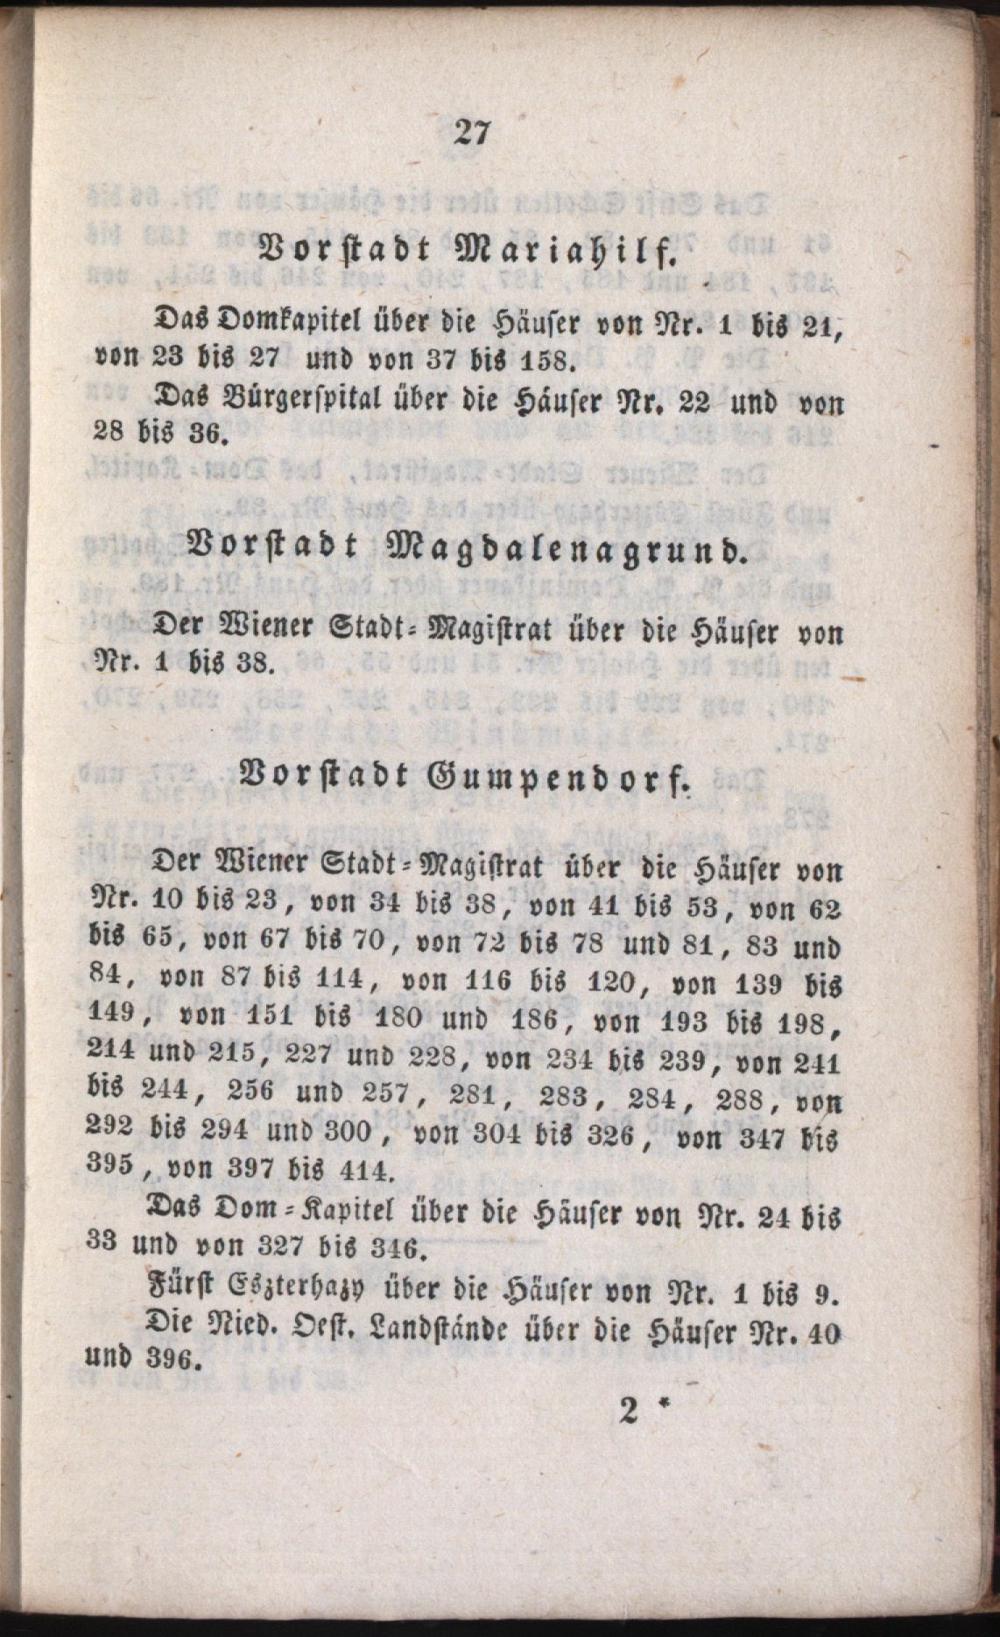 27
Vorstadt Mariahilf.
Das Domkapitel über die Häuser von Nr. 1 bis 21,
von 23 bis 27 und von 37 bis 158.
Das Bürgerspital über die Häuser Nr. 22 und von
28 bis 36.
Vorstadt Magdalenagrund.
Der Wiener Stadt-Magistrat über die Häuser von
Nr. 1 bis 38.
Vorstadt Gumpendorf.
Der Wiener Stadt-Magistrat über die Häuser von
Nr. 10 bis 23, von 34 bis 38, von 41 bis 53, von 62
bis 65, von 67 bis 70, von 72 bis 78 und 81, 83 und
84, von 87 bis 114, von 116 bis 120, von 139 bis
149, von 151 bis 180 und 186, von 193 bis 198,
214 und 215, 227 und 228, von 234 bis 239, von 241
bis 244, 256 und 257, 281, 283, 284, 288, von
292 bis 294 und 300, von 304 bis 326, von 347 bis
395, von 397 bis 414.
Das Dom-Kapitel über die Häuser von Nr. 24 bis
33 und von 327 bis 346.
Fürst Eszterhazy über die Häuser von Nr. 1 bis 9.
Die Nied. Oest. Landstände über die Häuser Nr. 40
und 396.
2 *